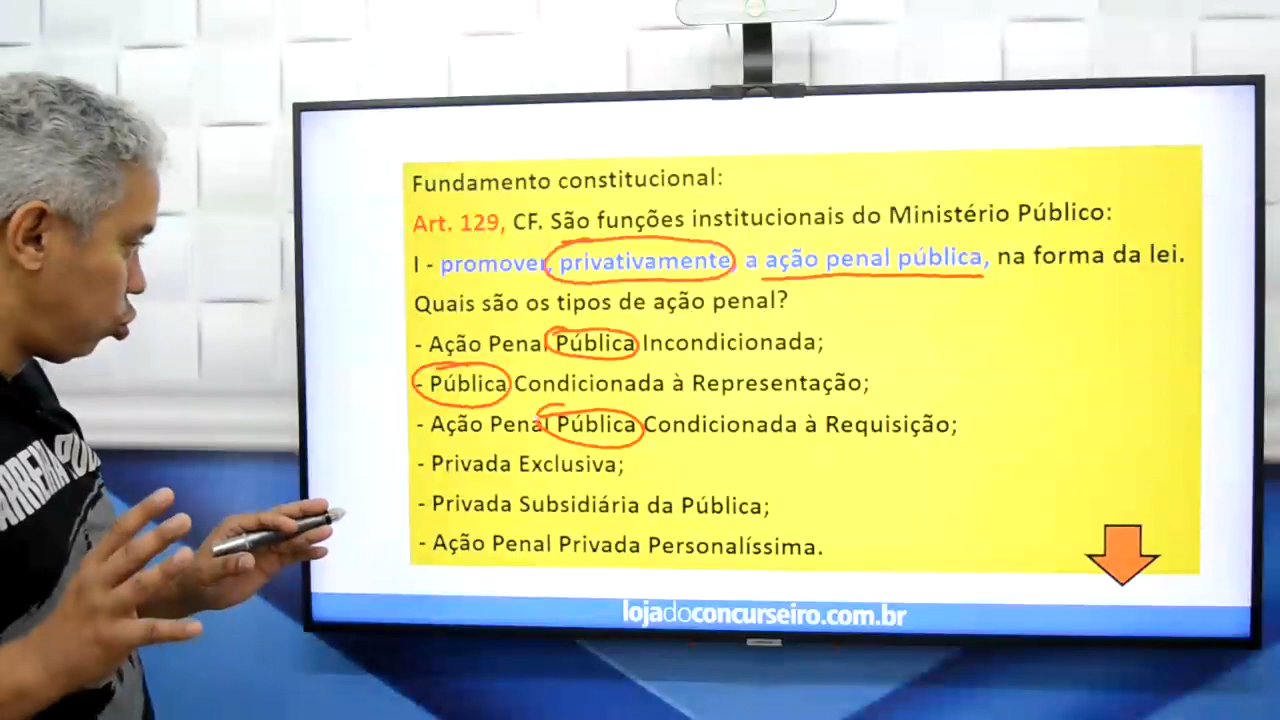 Fundamento constitucional:
Art. 129, CF. São funções institucionais do Ministério Público:
I - promover, privativamente, a ação penal pública, na forma da lei.
Quais são os tipos de ação penal?
- Ação Penal Pública Incondicionada;
- Pública Condicionada à Representação;
- Ação Penal Pública Condicionada à Requisição;
- Privada Exclusiva;
- Privada Subsidiária da Pública;
- Ação Penal Privada Personalíssima.
lojadoconcurseiro.com.br